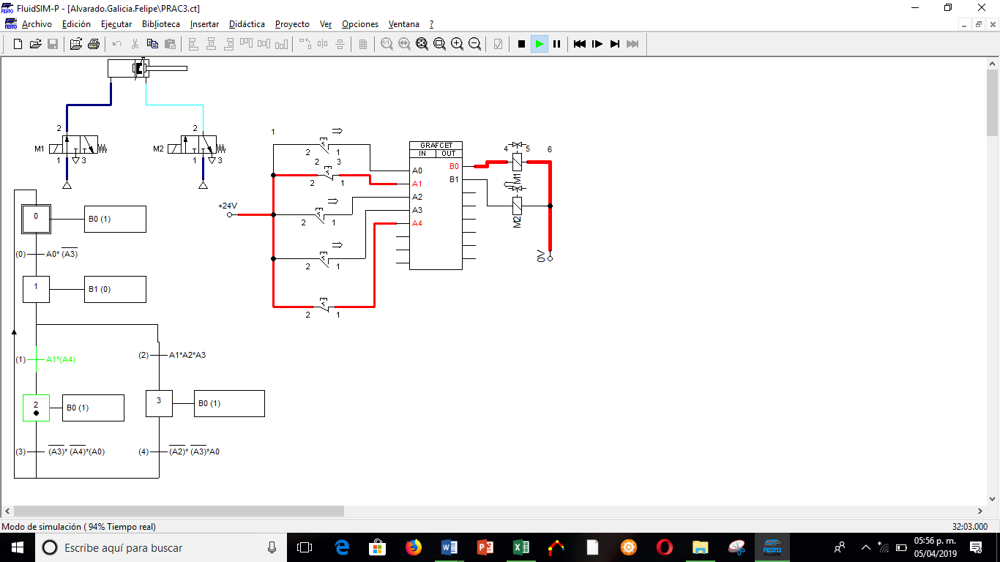 FluidSIM-P - [Alvarado.Galicia.Felipe\PRAC3.ct]
Archivo Edición Ejecutar Biblioteca Insertar Didáctica Proyecto Ver Opciones Ventana ?
2 2
M1 M2
1 3 1 3
1
2 1
2 3
2 1
+24V
2 1
2 1
2 1
GRAFCET
IN OUT
A0
A1
A2
A3
A4
B0
B1
4 5 6
M1
M2
0V
0 B0 (1)
(0) A0* (A3)
1 B1 (0)
(1) A1*(A4) (2) A1*A2*A3
2 B0 (1) 3 B0 (1)
(3) (A3)* (A4)*(A0) (4) (A2)* (A3)*A0
Modo de simulación ( 94% Tiempo real) 32:03.000
Escribe aquí para buscar
05:56 p. m.
05/04/2019
FESTO